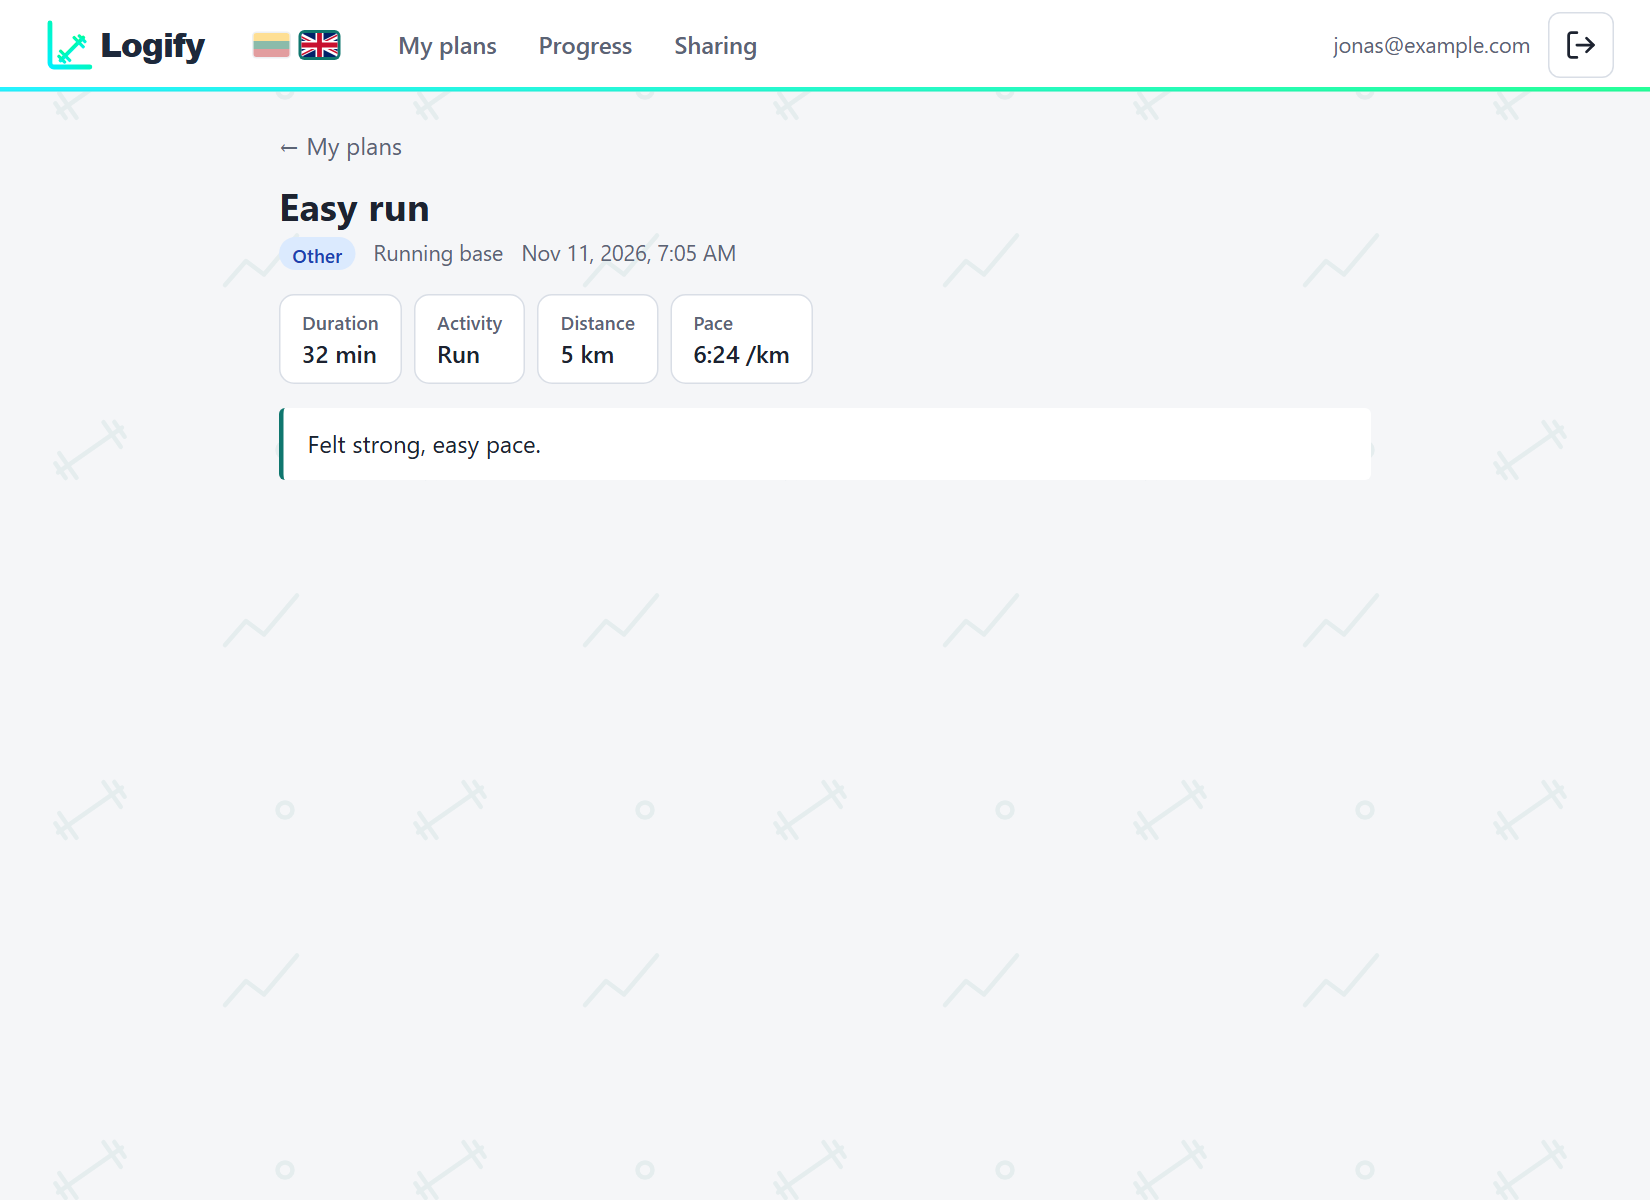 Logify
My plans
Progress
Sharing
jonas@example.com
← My plans
Easy run
Other
Running base
Nov 11, 2026, 7:05 AM
Duration
32 min
Activity
Run
Distance
5 km
Pace
6:24 /km
Felt strong, easy pace.